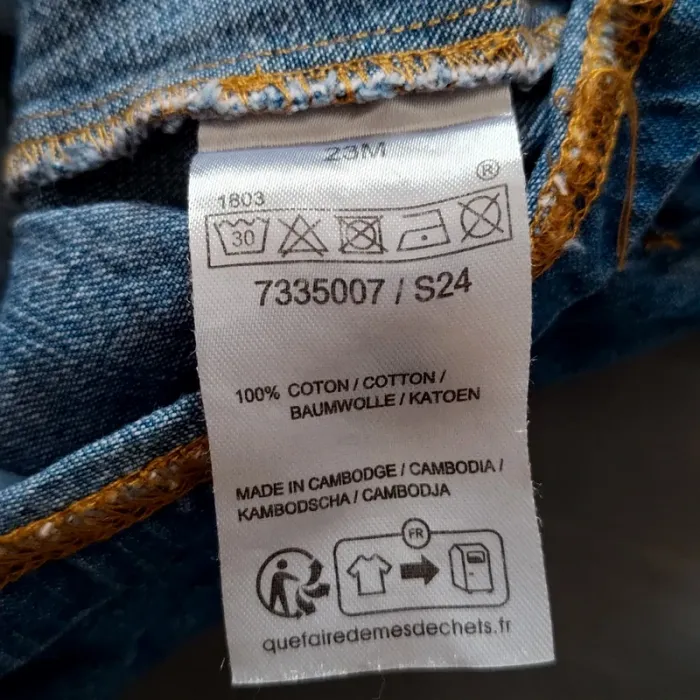 23M
®
1803
30
7335007 / S24
100% COTON / COTTON /
BAUMWOLLE / KATOEN
MADE IN CAMBODGE / CAMBODIA /
KAMBODSCHA / CAMBODJA
FR
quefairedemesdechets.fr